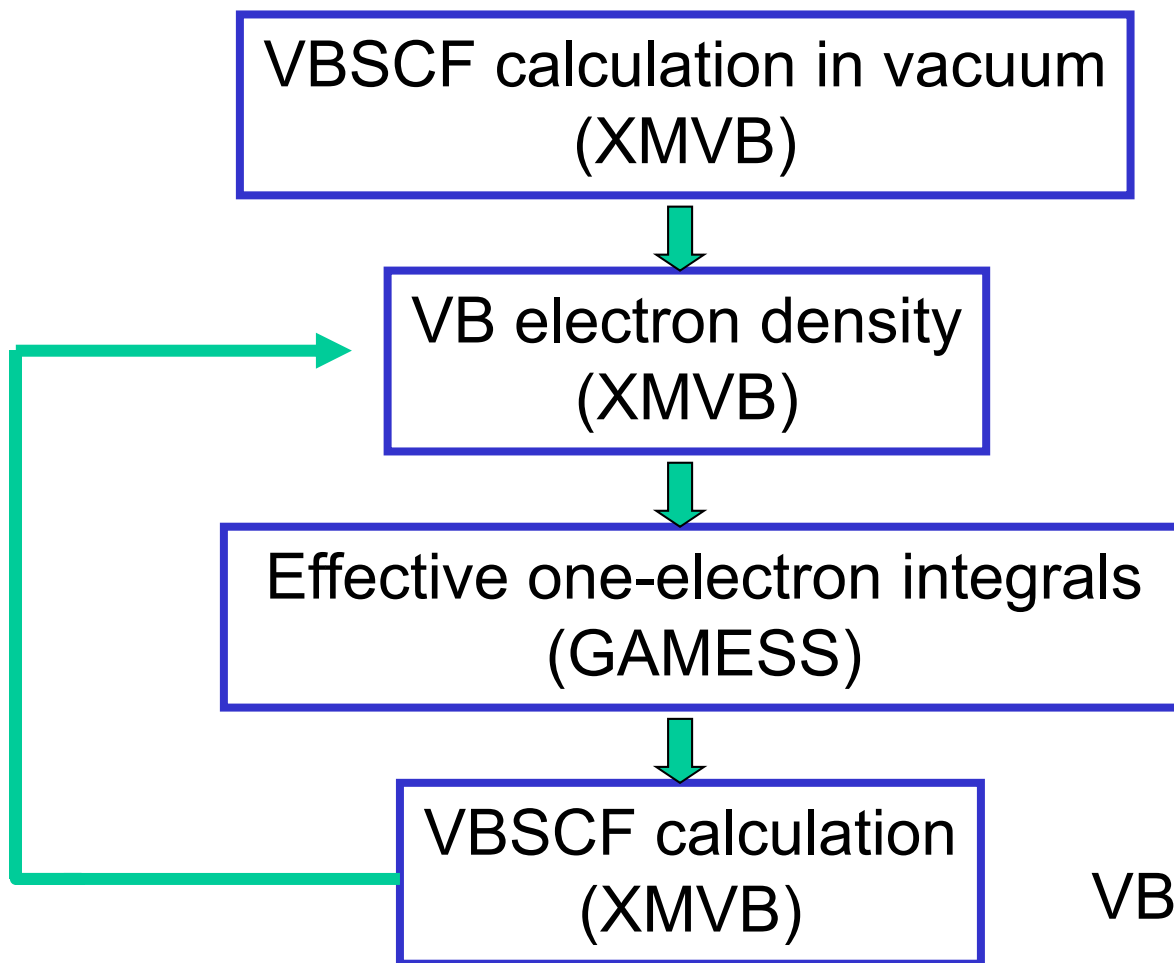 VBSCF calculation in vacuum
(XMVB)
VB electron density
(XMVB)
Effective one-electron integrals
(GAMESS)
VBSCF calculation
(XMVB)
VB